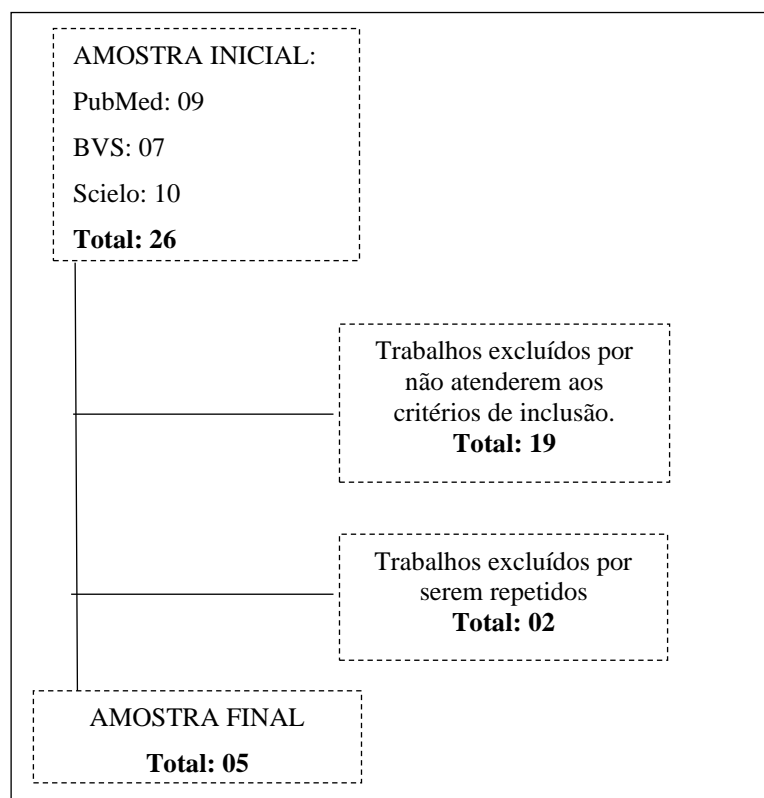 AMOSTRA INICIAL:
PubMed: 09
BVS: 07
Scielo: 10
Total: 26
Trabalhos excluídos por
não atenderem aos
critérios de inclusão.
Total: 19
Trabalhos excluídos por
serem repetidos
Total: 02
AMOSTRA FINAL
Total: 05